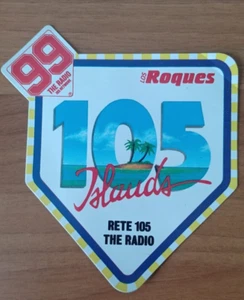 99
THE RADIO
LOS Roques
105
Islands
RETE 105
THE RADIO